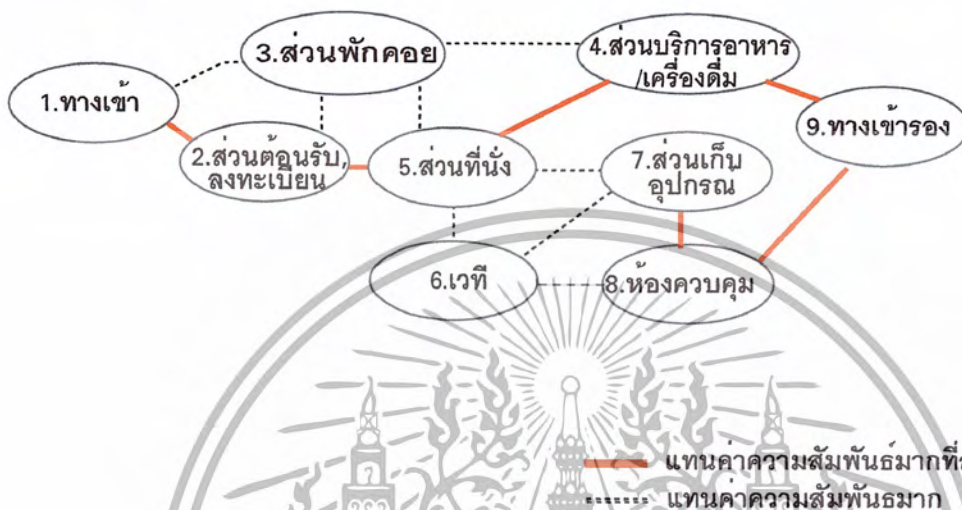 3.ส่วนพักคอย
4.ส่วนบริการอาหาร
/เครื่องดื่ม
1.ทางเข้า
9.ทางเข้ารอง
2.ส่วนต้อนรับ,
ลงทะเบียน
5.ส่วนที่นั่ง
7.ส่วนเก็บ
อุปกรณ์
6.เวที
8.ห้องควบคุม
แทนค่าความสัมพันธ์มากที่
แทนค่าความสัมพันธ์มาก